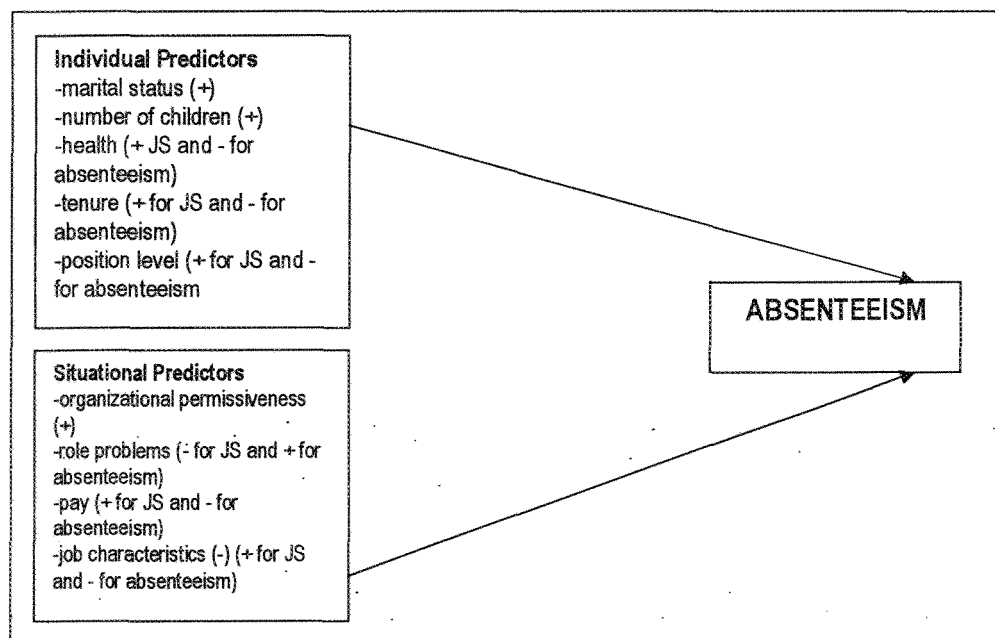 Individual Predictors
-marital status (+)
-number of children (+)
-health (+ JS and - for
absenteeism)
-tenure (+ for JS and - for
absenteeism)
-position level (+ for JS and -
for absenteeism
ABSENTEEISM
Situational Predictors
-organizational permissiveness
(+)
-role problems (- for JS and + for
absenteeism)
-pay (+ for JS and - for
absenteeism)
-job characteristics (-) (+ for JS
and - for absenteeism)